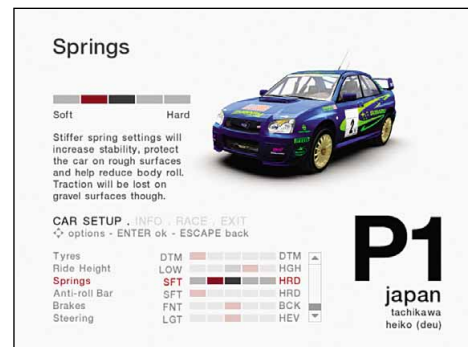 Springs
Soft Hard
Stiffer spring settings will
increase stability, protect
the car on rough surfaces
and help reduce body roll.
Traction will be lost on
gravel surfaces though.
CAR SETUP . INFO . RACE . EXIT
options - ENTER ok - ESCAPE back
Tyres DTM DTM
Ride Height LOW HGH
Springs SFT HRD
Anti-roll Bar SFT HRD
Brakes FNT BCK
Steering LGT HEV
2
P1
japan
tachikawa
heiko (deu)